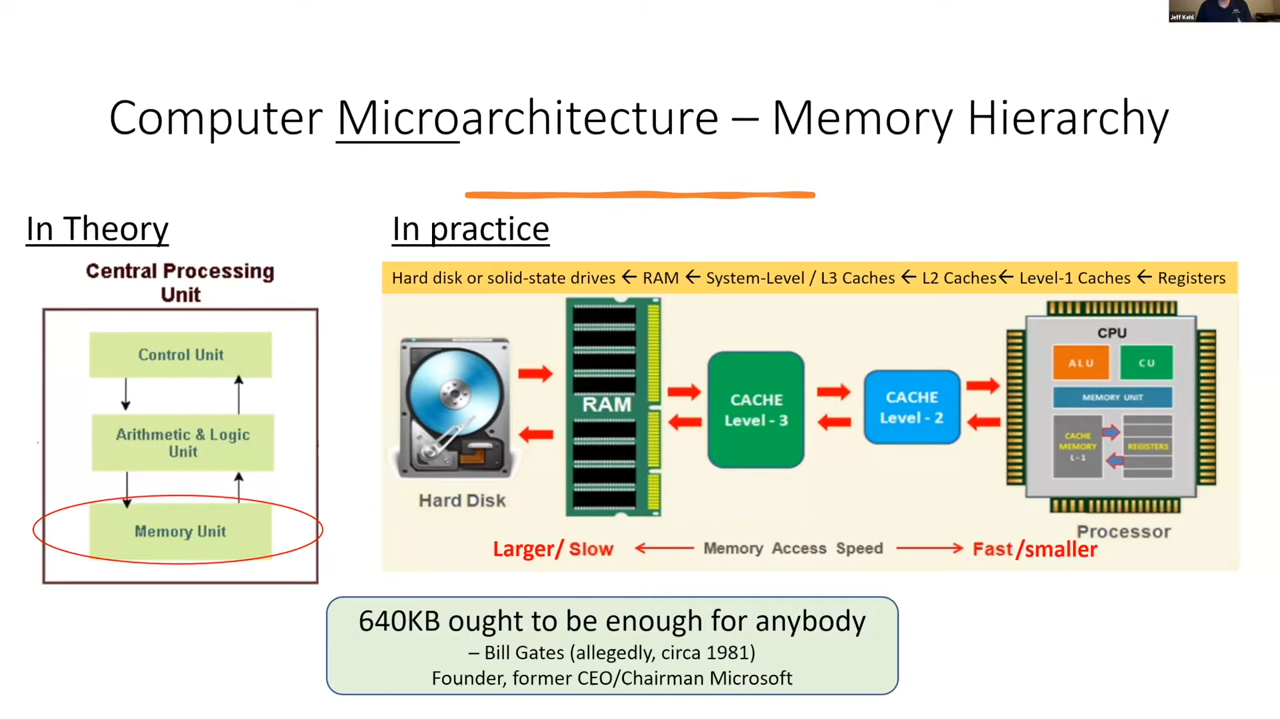 Jeff Kehl
Computer Microarchitecture – Memory Hierarchy
In Theory
Central Processing
Unit
Control Unit
Arithmetic & Logic
Unit
Memory Unit
In practice
Hard disk or solid-state drives ← RAM ← System-Level / L3 Caches ← L2 Caches← Level-1 Caches ← Registers
Hard Disk
RAM
CACHE
Level - 3
CACHE
Level - 2
CPU
ALU
CU
MEMORY UNIT
CACHE
MEMORY
L - 1
REGISTERS
Processor
Larger/ Slow
Memory Access Speed
Fast/smaller
640KB ought to be enough for anybody
– Bill Gates (allegedly, circa 1981)
Founder, former CEO/Chairman Microsoft